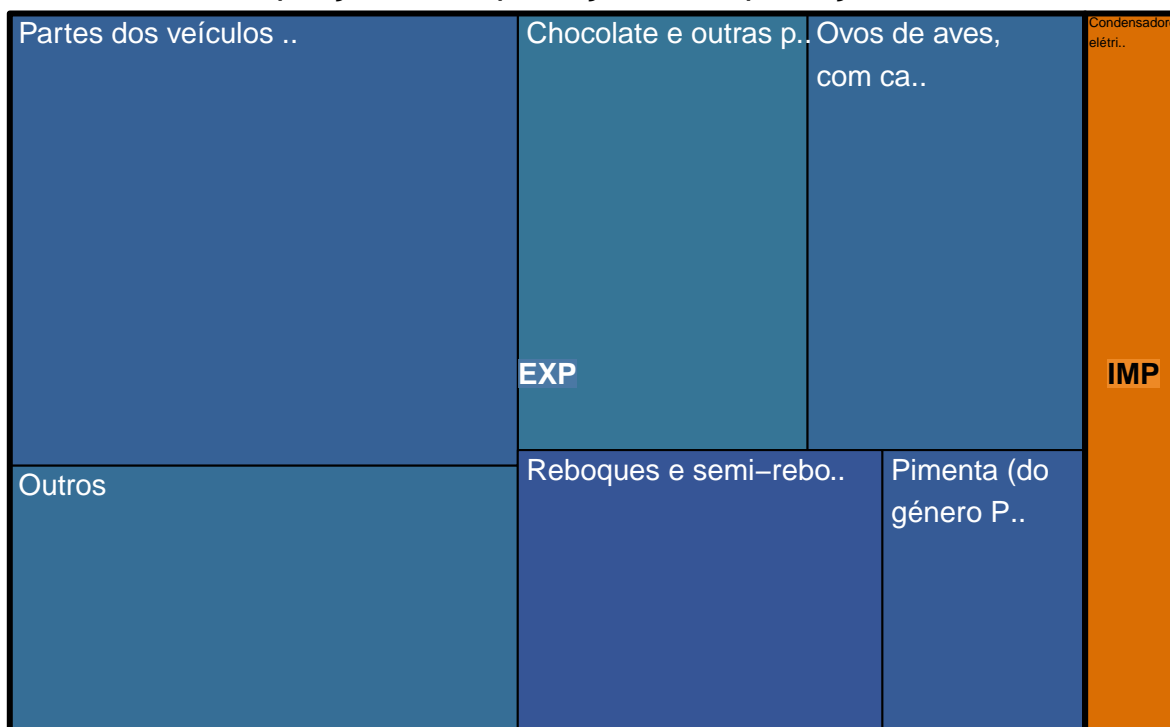 Partes dos veículos ..
Chocolate e outras p..
Ovos de aves,
com ca..
elétri..
EXP
IMP
Outros
Reboques e semi−rebo..
Pimenta (do
género P..